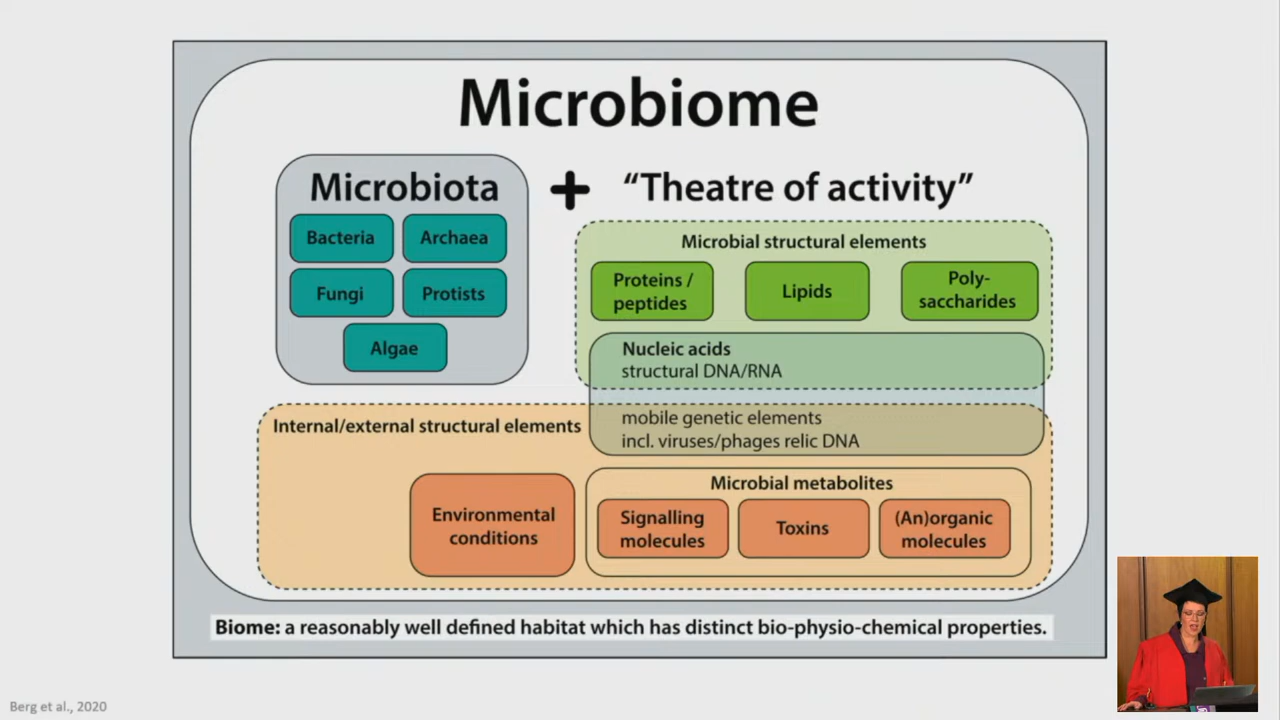 Microbiome
Microbiota
+
“Theatre of activity”
Bacteria
Archaea
Fungi
Protists
Algae
Microbial structural elements
Proteins /
peptides
Lipids
Poly-
saccharides
Nucleic acids
structural DNA/RNA
mobile genetic elements
incl. viruses/phages relic DNA
Internal/external structural elements
Environmental
conditions
Microbial metabolites
Signalling
molecules
Toxins
(An)organic
molecules
Biome: a reasonably well defined habitat which has distinct bio-physio-chemical properties.
Berg et al., 2020